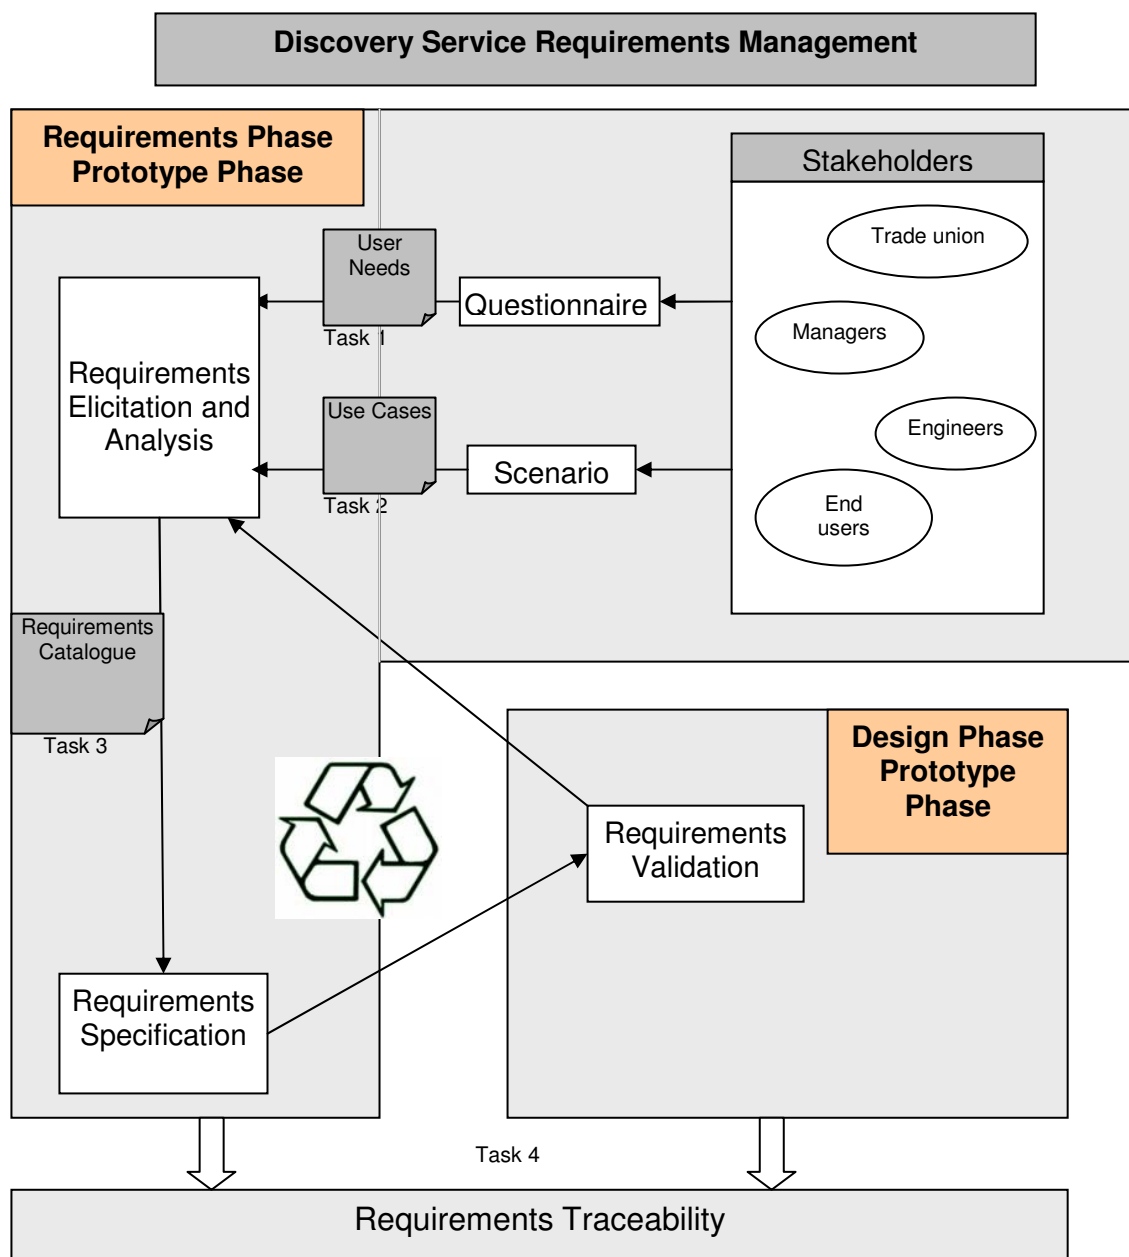 Discovery Service Requirements Management
Requirements Phase
Prototype Phase
Stakeholders
Trade union
Managers
Engineers
End
users
User
Needs
Task 1
Questionnaire
Use Cases
Task 2
Scenario
Requirements
Elicitation and
Analysis
Requirements
Catalogue
Task 3
Design Phase
Prototype
Phase
Requirements
Validation
Requirements
Specification
Task 4
Requirements Traceability